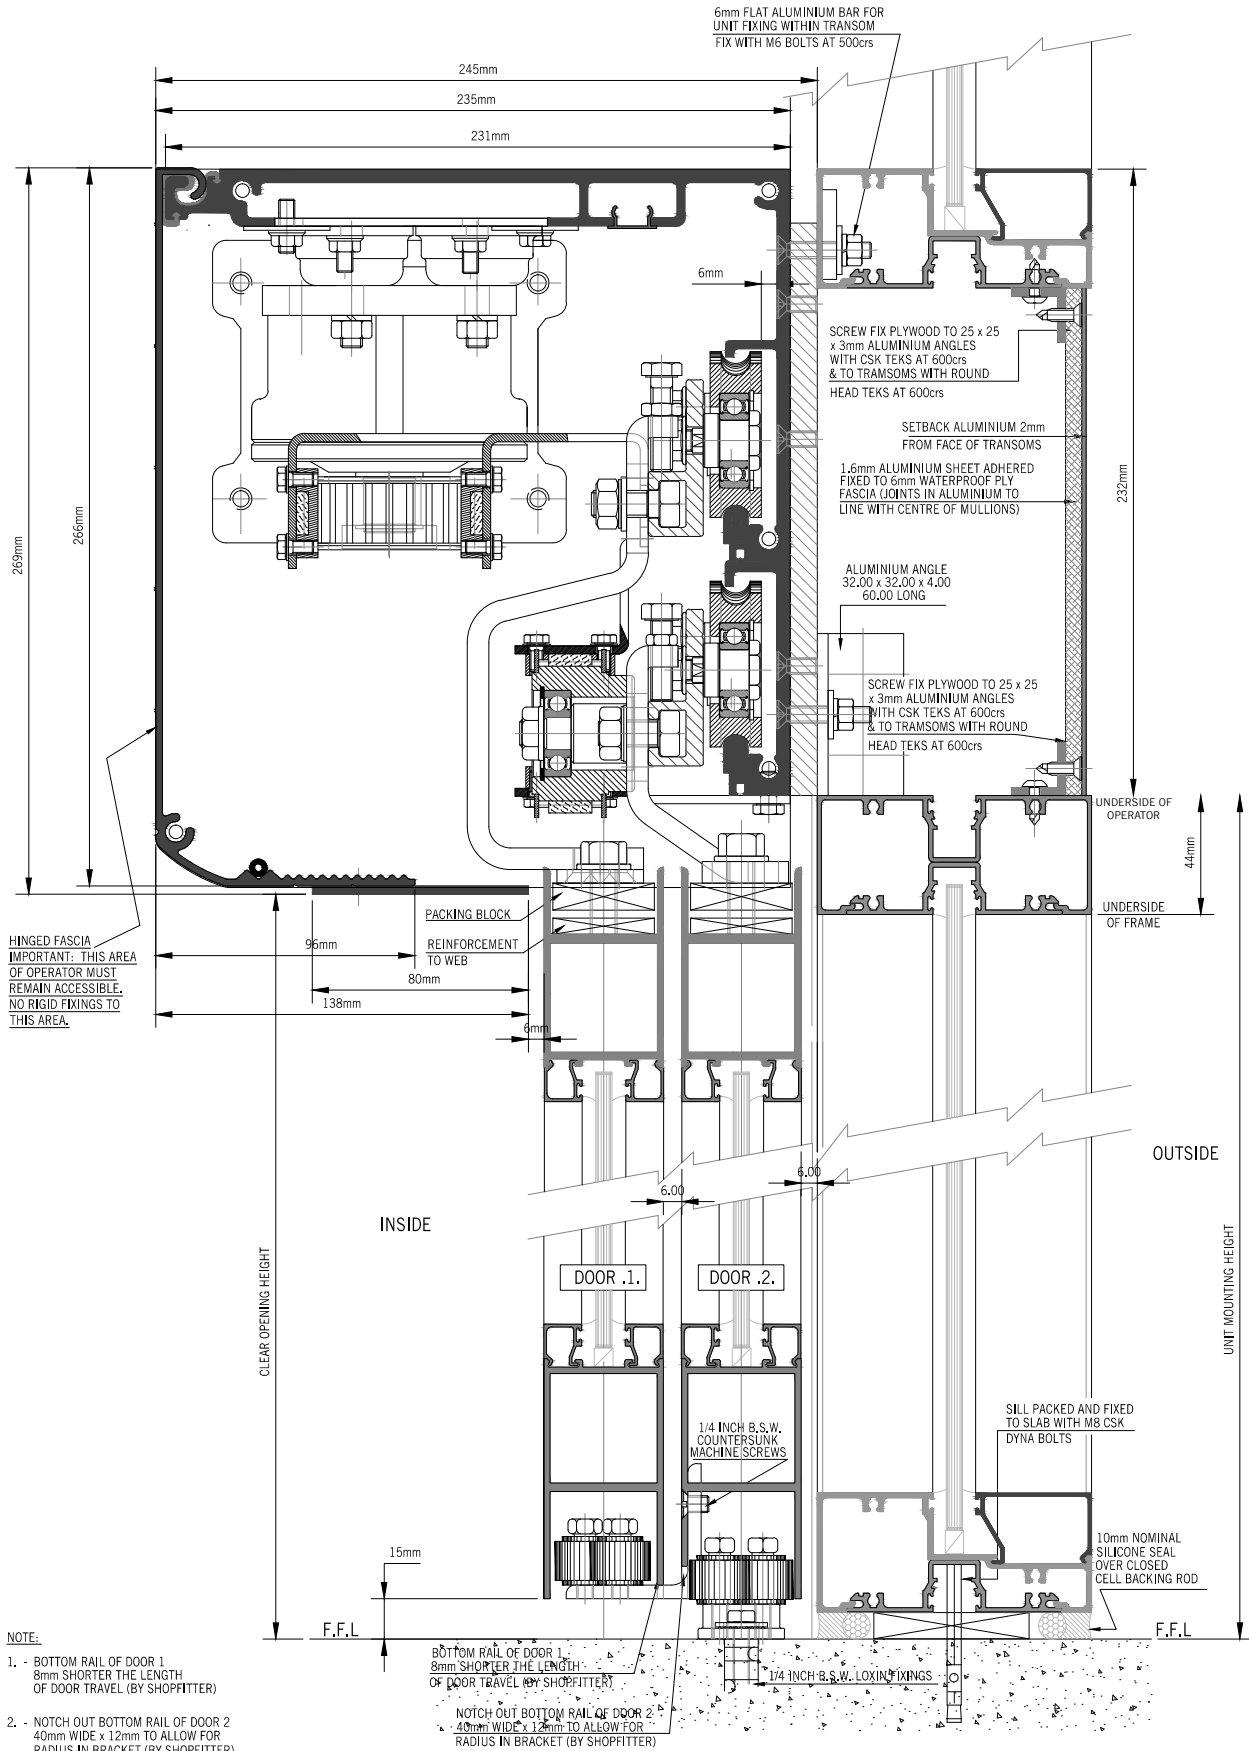 6mm FLAT ALUMINIUM BAR FOR
UNIT FIXING WITHIN TRANSOM
FIX WITH M6 BOLTS AT 500crs
245mm
235mm
231mm
6mm
SCREW FIX PLYWOOD TO 25 x 25
x 3mm ALUMINIUM ANGLES
WITH CSK TEKS AT 600crs
& TO TRAMSOMS WITH ROUND
HEAD TEKS AT 600crs
SETBACK ALUMINIUM 2mm
FROM FACE OF TRANSOMS
1.6mm ALUMINIUM SHEET ADHERED
FIXED TO 6mm WATERPROOF PLY
FASCIA (JOINTS IN ALUMINIUM TO
LINE WITH CENTRE OF MULLIONS)
232mm
269mm
266mm
ALUMINIUM ANGLE
32.00 x 32.00 x 4.00
60.00 LONG
SCREW FIX PLYWOOD TO 25 x 25
x 3mm ALUMINIUM ANGLES
WITH CSK TEKS AT 600crs
& TO TRAMSOMS WITH ROUND
HEAD TEKS AT 600crs
UNDERSIDE OF
OPERATOR
44mm
UNDERSIDE
OF FRAME
PACKING BLOCK
REINFORCEMENT
TO WEB
HINGED FASCIA
IMPORTANT: THIS AREA
OF OPERATOR MUST
REMAIN ACCESSIBLE.
NO RIGID FIXINGS TO
THIS AREA.
96mm
80mm
138mm
6mm
OUTSIDE
6.00
6.00
INSIDE
DOOR .1.
DOOR .2.
CLEAR OPENING HEIGHT
UNIT MOUNTING HEIGHT
SILL PACKED AND FIXED
TO SLAB WITH M8 CSK
DYNA BOLTS
1/4 INCH B.S.W.
COUNTERSUNK
MACHINE SCREWS
15mm
10mm NOMINAL
SILICONE SEAL
OVER CLOSED
CELL BACKING ROD
F.F.L
F.F.L
NOTE:
1. - BOTTOM RAIL OF DOOR 1
8mm SHORTER THE LENGTH
OF DOOR TRAVEL (BY SHOPFITTER)
2. - NOTCH OUT BOTTOM RAIL OF DOOR 2
40mm WIDE x 12mm TO ALLOW FOR
RADIUS IN BRACKET (BY SHOPFITTER)
BOTTOM RAIL OF DOOR 1
8mm SHORTER THE LENGTH
OF DOOR TRAVEL (BY SHOPFITTER)
1/4 INCH B.S.W. LOXIN FIXINGS
NOTCH OUT BOTTOM RAIL OF DOOR 2
40mm WIDE x 12mm TO ALLOW FOR
RADIUS IN BRACKET (BY SHOPFITTER)